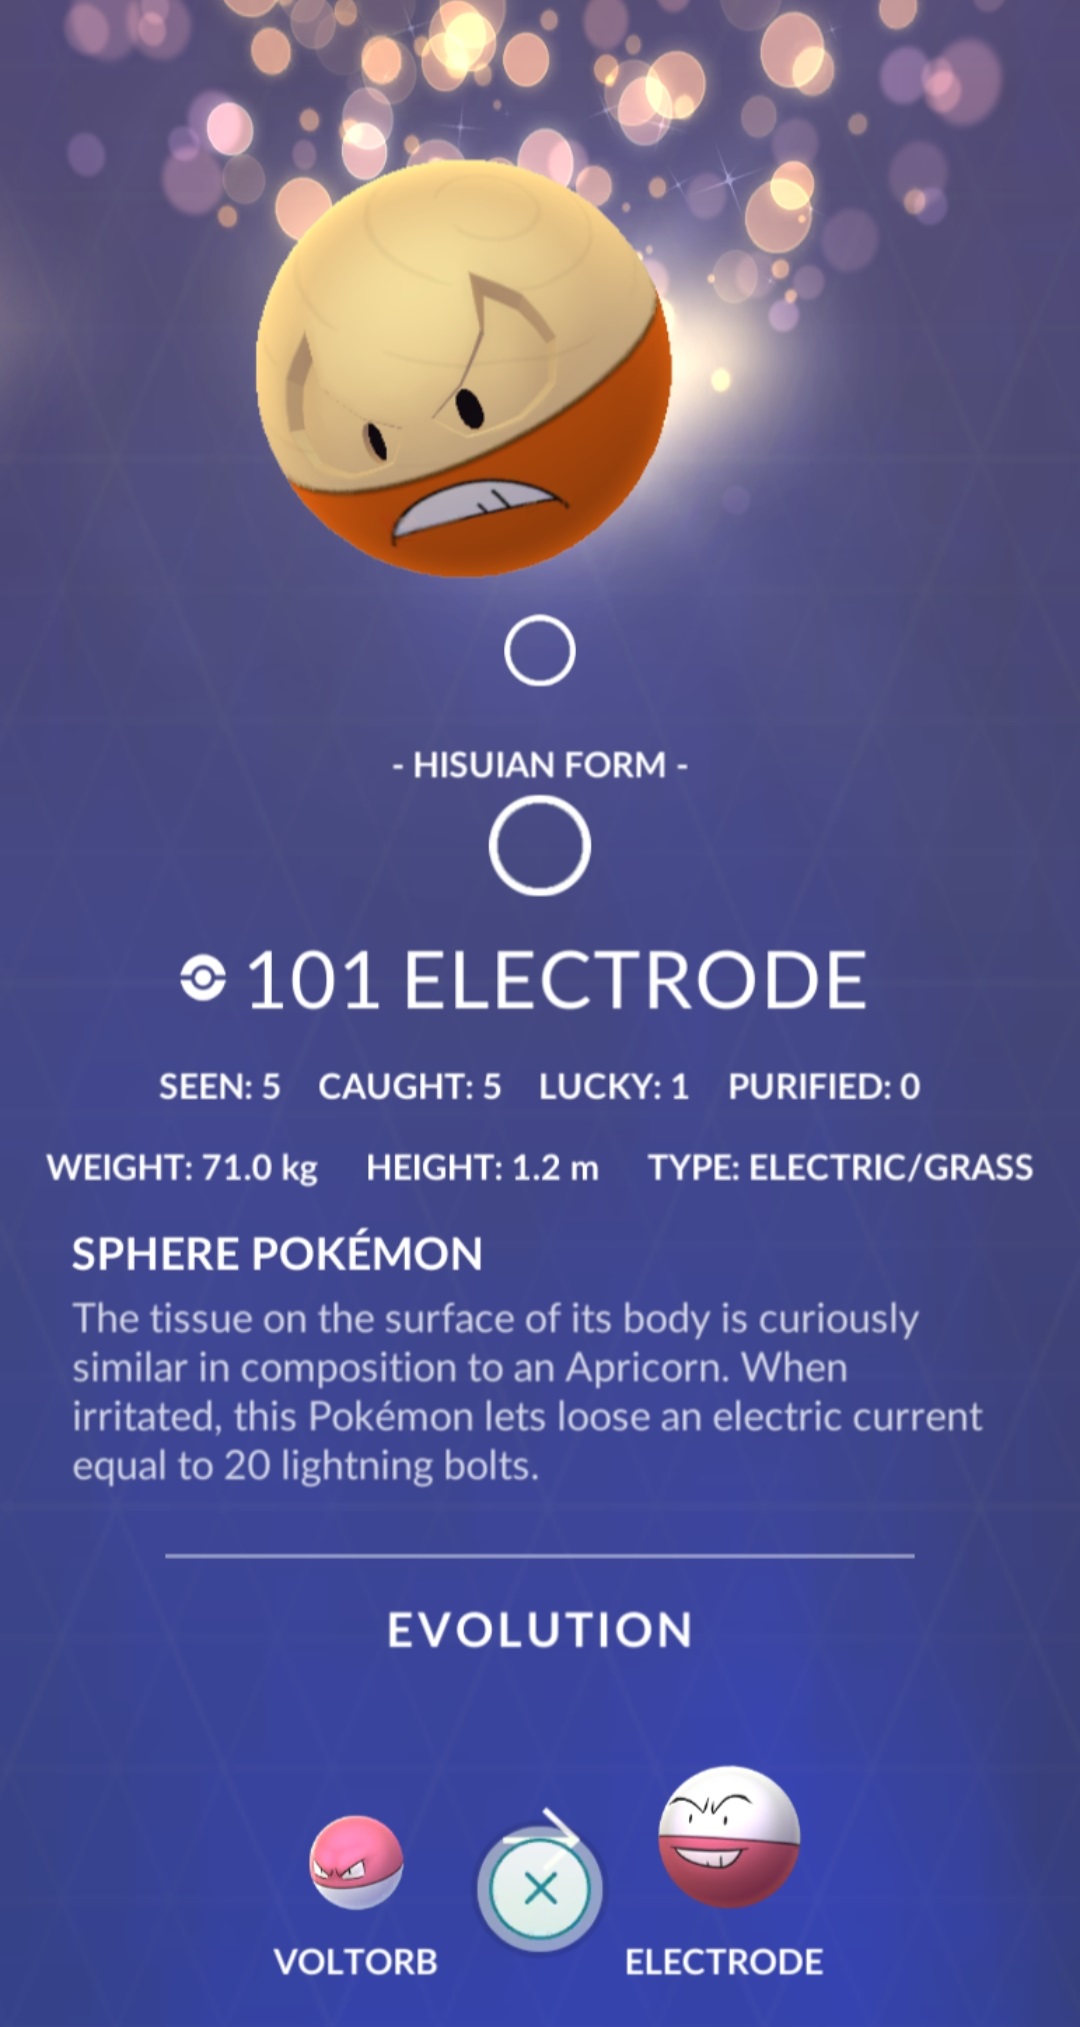 - HISUIAN FORM -
101 ELECTRODE
SEEN: 5 CAUGHT: 5 LUCKY: 1 PURIFIED: 0
WEIGHT: 71.0 kg HEIGHT: 1.2 m TYPE: ELECTRIC/GRASS
SPHERE POKÉMON
The tissue on the surface of its body is curiously
similar in composition to an Apricorn. When
irritated, this Pokémon lets loose an electric current
equal to 20 lightning bolts.
EVOLUTION
VOLTORB ELECTRODE